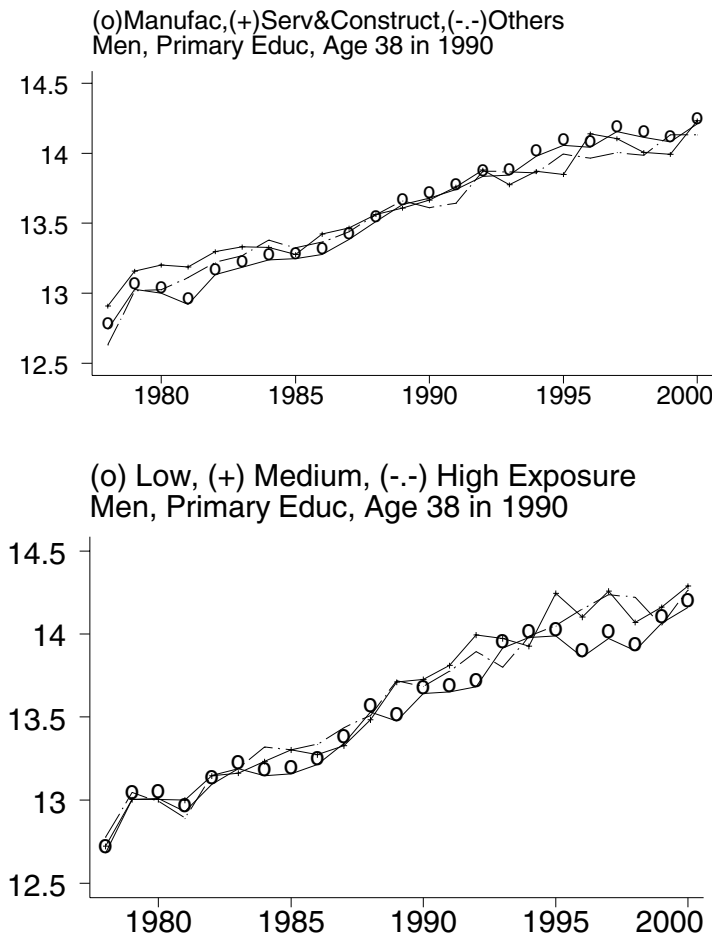 (o)Manufac,(+)Serv&Construct,(-.-)Others
Men, Primary Educ, Age 38 in 1990
14.5
14
13.5
13
12.5
1980 1985 1990 1995 2000
(o) Low, (+) Medium, (-.-) High Exposure
Men, Primary Educ, Age 38 in 1990
14.5
14
13.5
13
12.5
1980 1985 1990 1995 2000